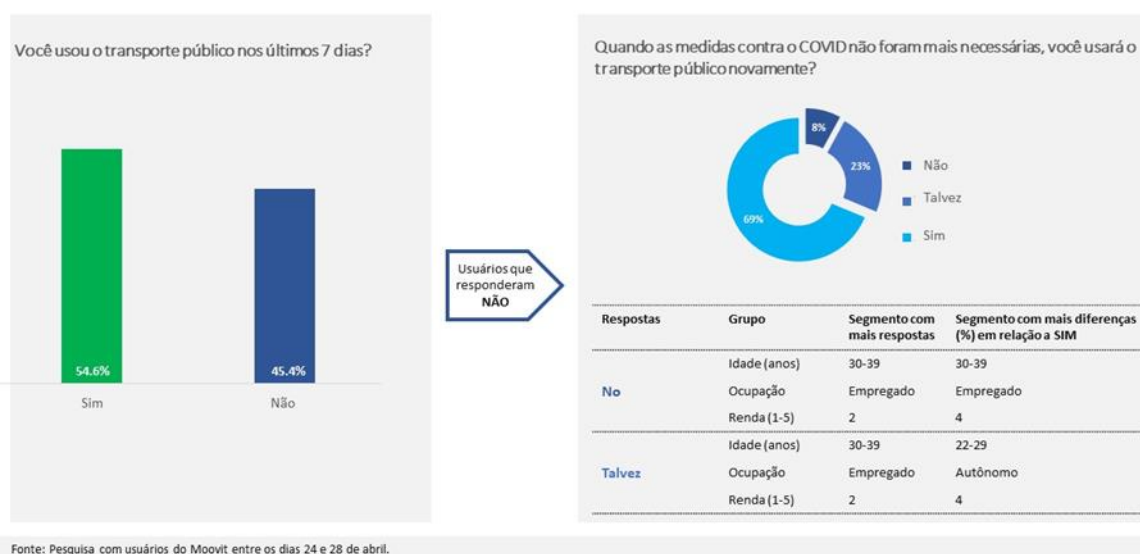 Você usou o transporte público nos últimos 7 dias?
54.6%
45.4%
Sim
Não
Usuários que
responderam
NÃO
Quando as medidas contra o COVID não foram mais necessárias, você usará o
transporte público novamente?
8%
23%
69%
Não
Talvez
Sim
Respostas Grupo Segmento com mais respostas Segmento com mais diferenças (%) em relação a SIM
No
Idade (anos) 30-39 30-39
Ocupação Empregado Empregado
Renda (1-5) 2 4
Talvez
Idade (anos) 30-39 22-29
Ocupação Empregado Autônomo
Renda (1-5) 2 4
Fonte: Pesquisa com usuários do Moovit entre os dias 24 e 28 de abril.